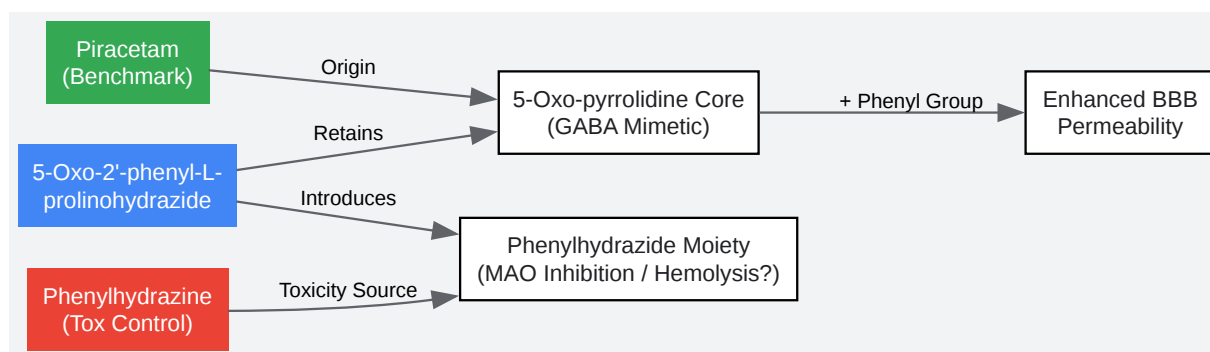 Piracetam
(Benchmark)
Origin
5-Oxo-pyrrolidine Core
(GABA Mimetic)
+ Phenyl Group
Enhanced BBB
Permeability
Retains
5-Oxo-2'-phenyl-L-
prolinohydrazide
Introduces
Phenylhydrazide Moiety
(MAO Inhibition / Hemolysis?)
Phenylhydrazine
(Tox Control)
Toxicity Source